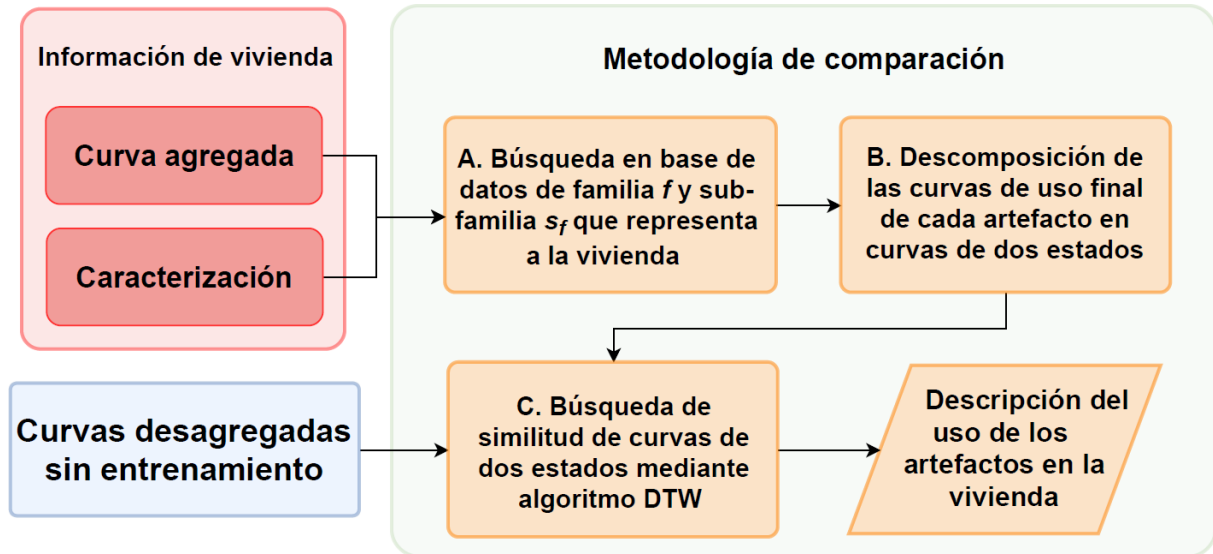 Información de vivienda
Curva agregada
Caracterización
Curvas desagregadas
sin entrenamiento
Metodología de comparación
A. Búsqueda en base de
datos de familia f y sub-
familia s_f que representa
a la vivienda
B. Descomposición de
las curvas de uso final
de cada artefacto en
curvas de dos estados
C. Búsqueda de
similitud de curvas de
dos estados mediante
algoritmo DTW
Descripción del
uso de los
artefactos en la
vivienda